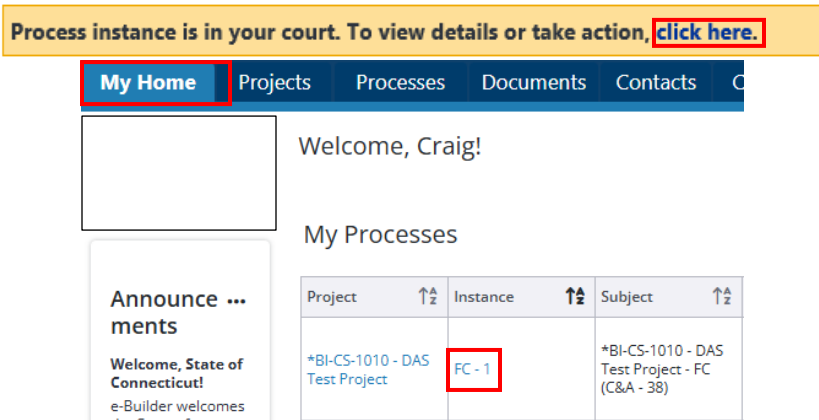 Process instance is in your court. To view details or take action, click here.
My Home Projects Processes Documents Contacts
Welcome, Craig!
My Processes
Announce ...
ments
Welcome, State of
Connecticut!
e-Builder welcomes
Project Instance Subject
*BI-CS-1010 - DAS
Test Project
FC - 1
*BI-CS-1010 - DAS
Test Project - FC
(C&A - 38)